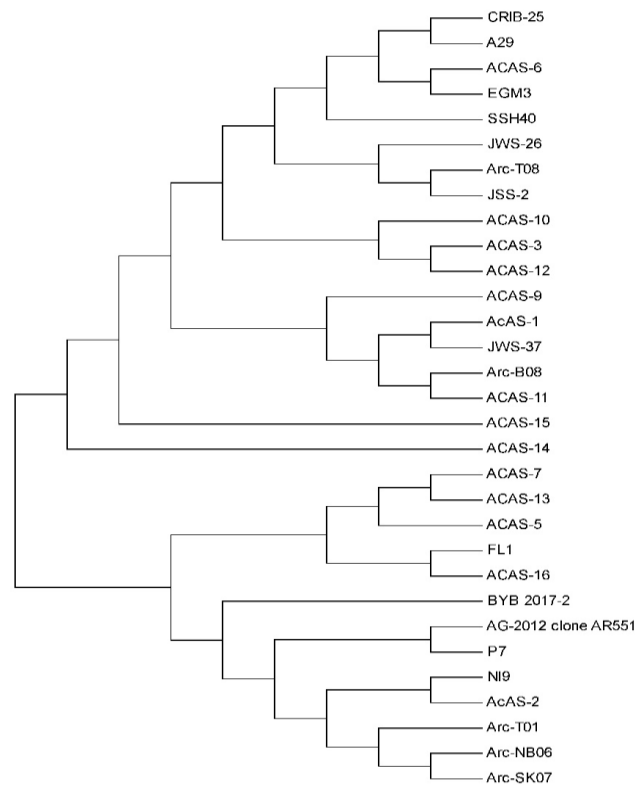 CRIB-25
A29
ACAS-6
EGM3
SSH40
JWS-26
Arc-T08
JSS-2
ACAS-10
ACAS-3
ACAS-12
ACAS-9
AcAS-1
JWS-37
Arc-B08
ACAS-11
ACAS-15
ACAS-14
ACAS-7
ACAS-13
ACAS-5
FL1
ACAS-16
BYB 2017-2
AG-2012 clone AR551
P7
NI9
AcAS-2
Arc-T01
Arc-NB06
Arc-SK07